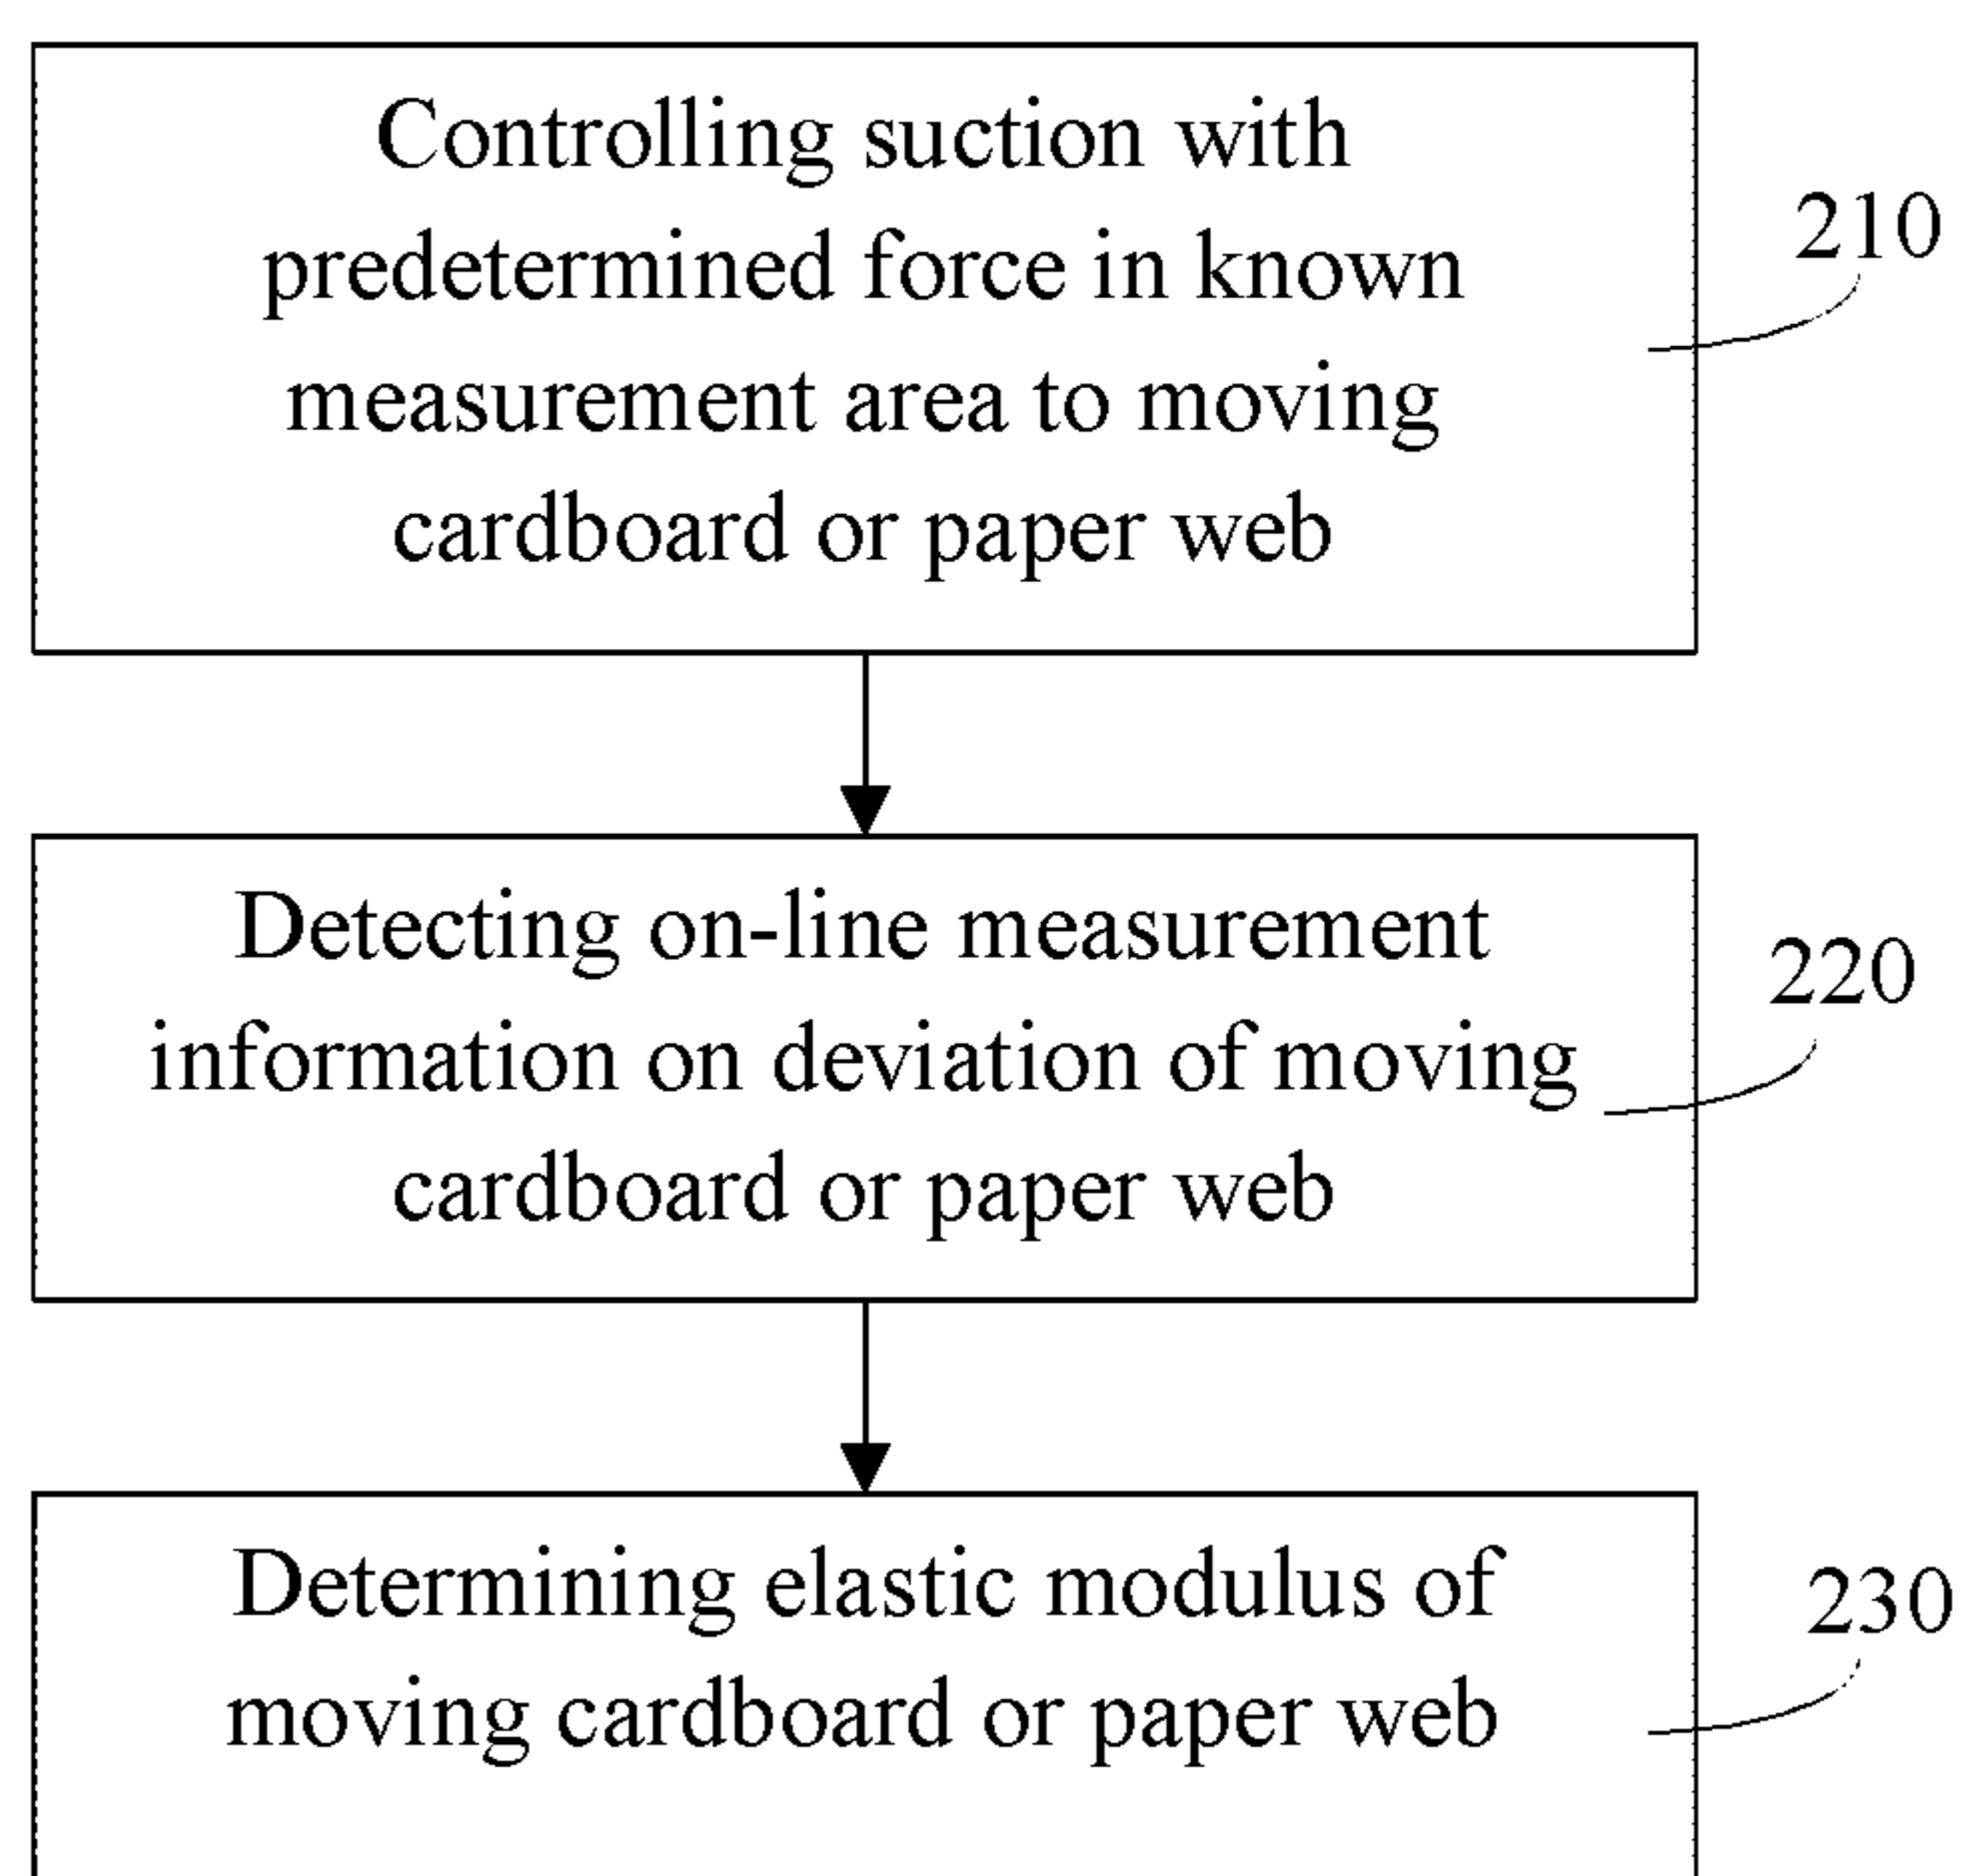 Controlling suction with
predetermined force in known
measurement area to moving
cardboard or paper web
210
Detecting on-line measurement
information on deviation of moving
cardboard or paper web
220
Determining elastic modulus of
moving cardboard or paper web
230